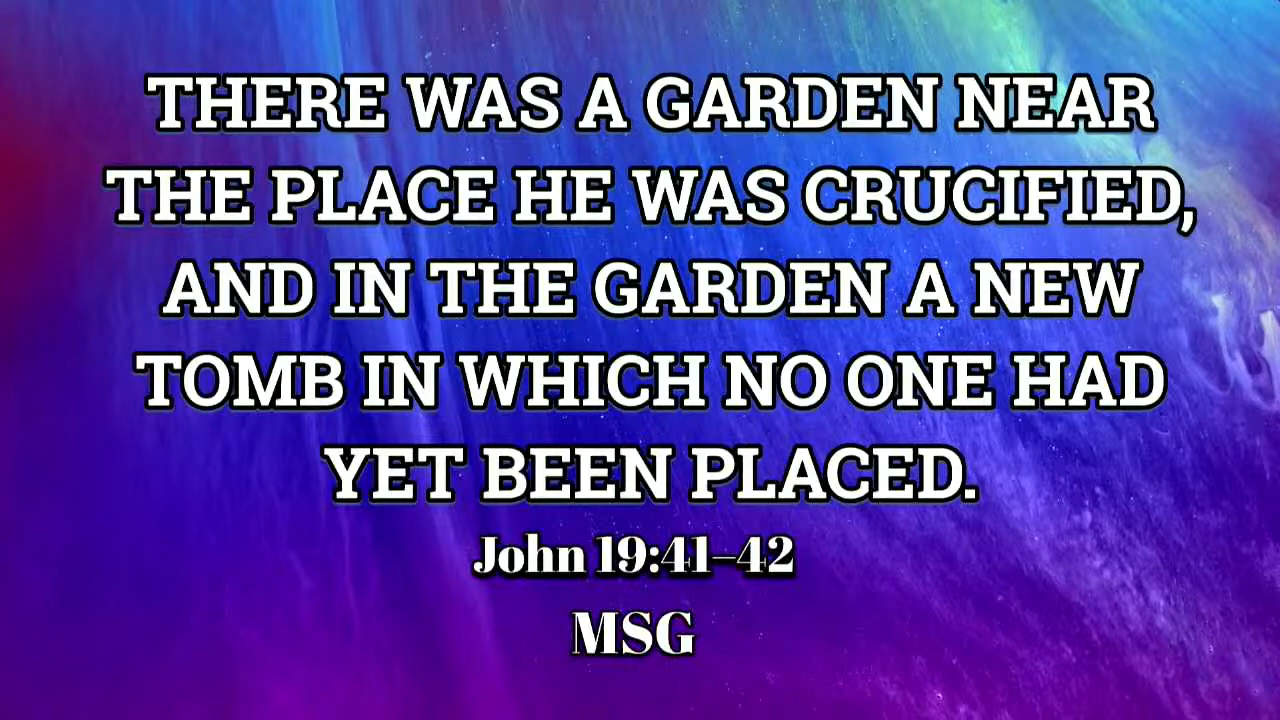 THERE WAS A GARDEN NEAR
THE PLACE HE WAS CRUCIFIED,
AND IN THE GARDEN A NEW
TOMB IN WHICH NO ONE HAD
YET BEEN PLACED.
John 19:41–42
MSG